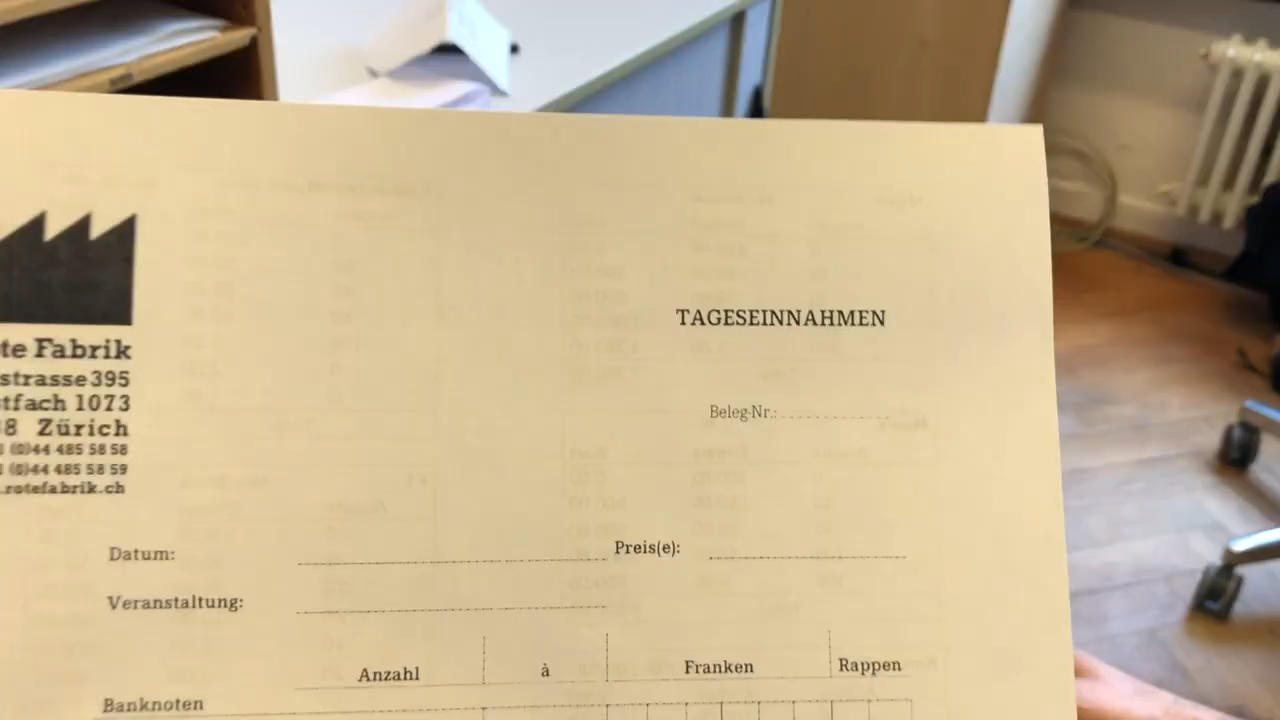 TAGESEINNAHMEN
te Fabrik
strasse 395
tfach 1073
8 Zürich
(0)44 485 58 58
(0)44 485 58 59
.rotefabrik.ch
Beleg-Nr.:
Datum: Preis(e):
Veranstaltung:
Anzahl à Franken Rappen
Banknoten